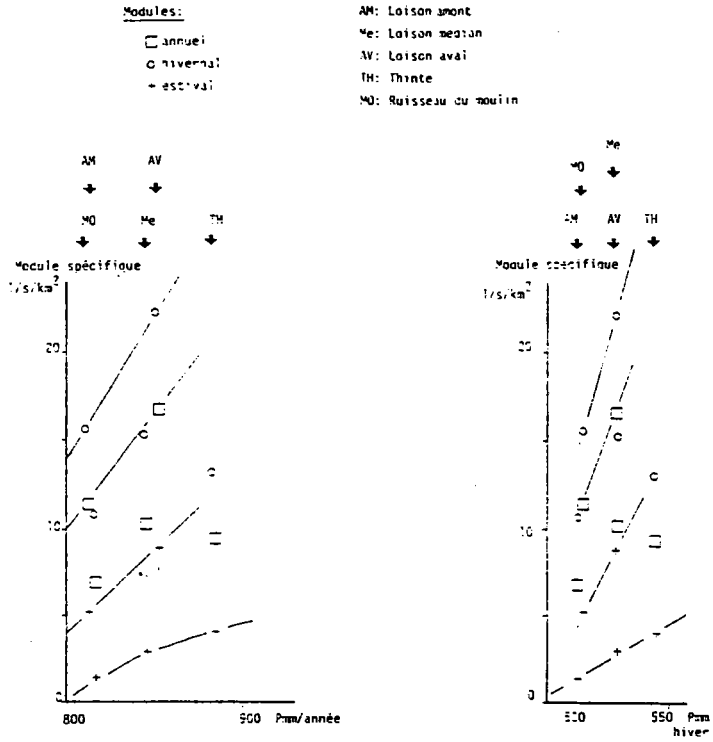 Modules:
annuel
hivernal
estival
AM: Loison amont
Me: Loison median
AV: Loison aval
TH: Thinte
MO: Ruisseau du moulin
AM
AV
MO
Me
TH
Module spécifique
l/s/km2
20
10
0
800
900
Pmm/année
Me
MO
AM
AV
TH
Module spécifique
l/s/km2
20
10
0
550
Pmm
hiver